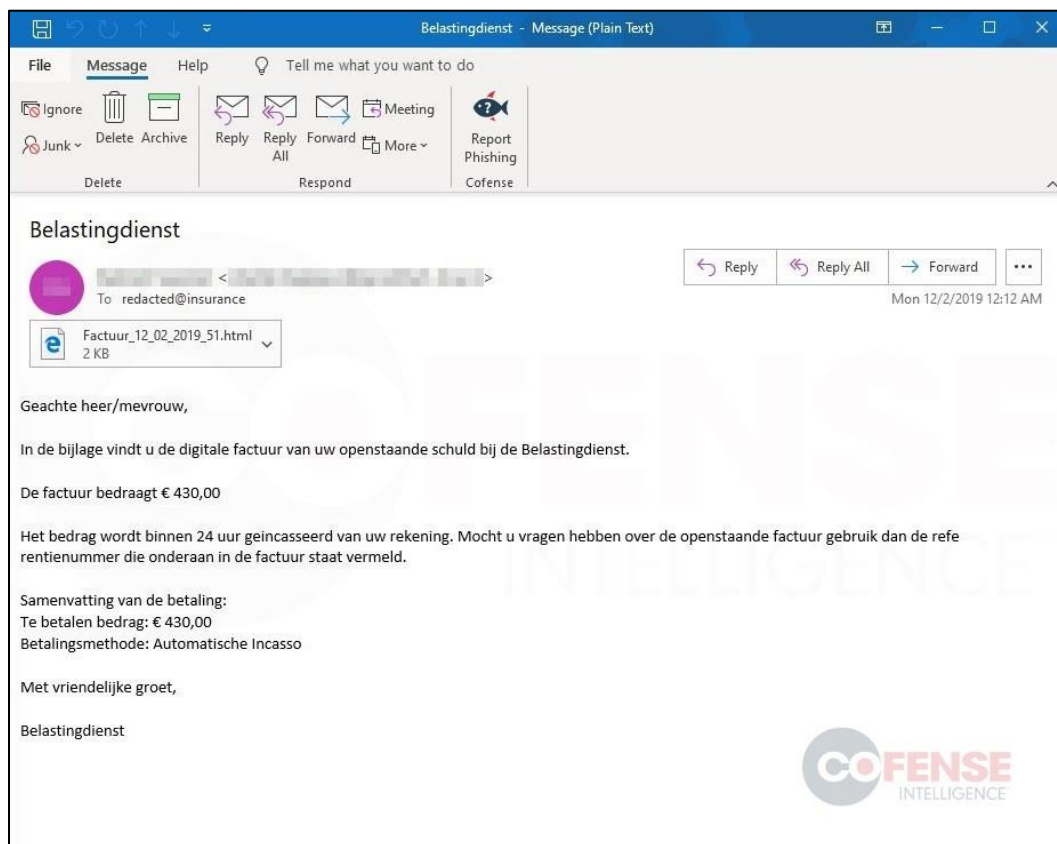 Belastingdienst - Message (Plain Text)
File Message Help Tell me what you want to do
Ignore
Junk
Delete Archive
Reply Reply All Forward
Meeting
More
Report Phishing
Delete Respond Cofense
Belastingdienst
< >
To redacted@insurance
Reply Reply All Forward ...
Mon 12/2/2019 12:12 AM
Factuur_12_02_2019_51.html
2 KB
Geachte heer/mevrouw,
In de bijlage vindt u de digitale factuur van uw openstaande schuld bij de Belastingdienst.
De factuur bedraagt € 430,00
Het bedrag wordt binnen 24 uur geincasseerd van uw rekening. Mocht u vragen hebben over de openstaande factuur gebruik dan de refe
rentienummer die onderaan in de factuur staat vermeld.
Samenvatting van de betaling:
Te betalen bedrag: € 430,00
Betalingsmethode: Automatische Incasso
Met vriendelijke groet,
Belastingdienst
COFENSE
INTELLIGENCE
COFENSE
INTELLIGENCE